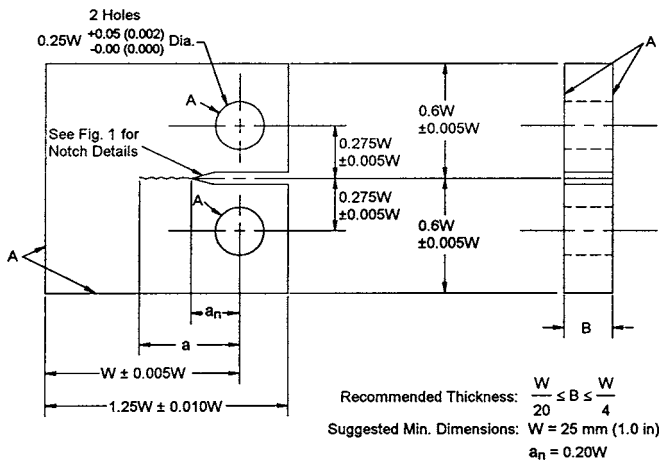 2 Holes
0.25W +0.05 (0.002) -0.00 (0.000) Dia.
A
A
See Fig. 1 for
Notch Details
0.6W
±0.005W
0.275W
±0.005W
0.275W
±0.005W
0.6W
±0.005W
A
A
aₙ
a
B
W ± 0.005W
1.25W ± 0.010W
Recommended Thickness: W/20 ≤ B ≤ W/4
Suggested Min. Dimensions: W = 25 mm (1.0 in)
aₙ = 0.20W